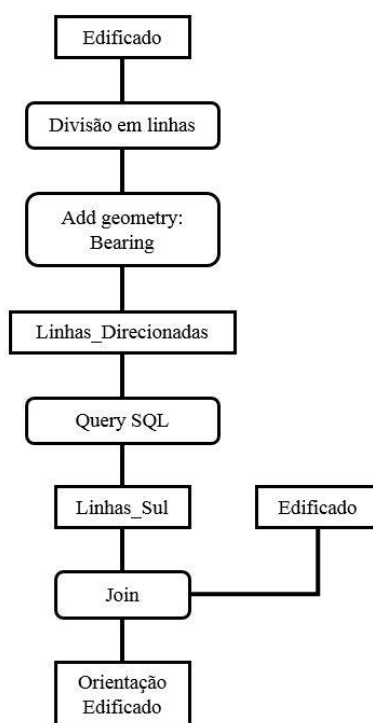 Edificado
Divisão em linhas
Add geometry:
Bearing
Linhas_Direcionadas
Query SQL
Linhas_Sul
Edificado
Join
Orientação
Edificado